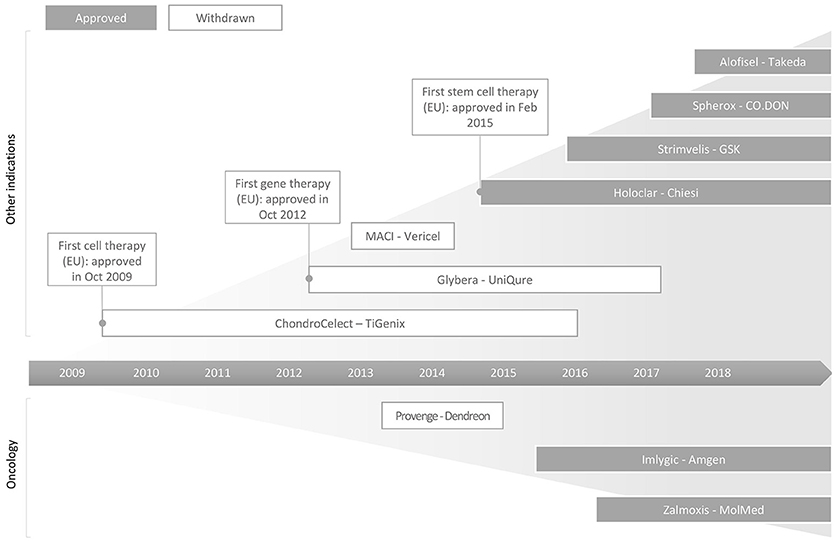 Approved
Withdrawn
Other indications
Alofisel - Takeda
Spherox - CO.DON
First stem cell therapy
(EU): approved in Feb
2015
Strimvelis - GSK
Holoclar - Chiesi
First gene therapy
(EU): approved in
Oct 2012
MACI - Vericel
First cell therapy
(EU): approved
in Oct 2009
Glybera - UniQure
ChondroCelect – TiGenix
2009 2010 2011 2012 2013 2014 2015 2016 2017 2018
Oncology
Provenge - Dendreon
Imlygic - Amgen
Zalmoxis - MolMed